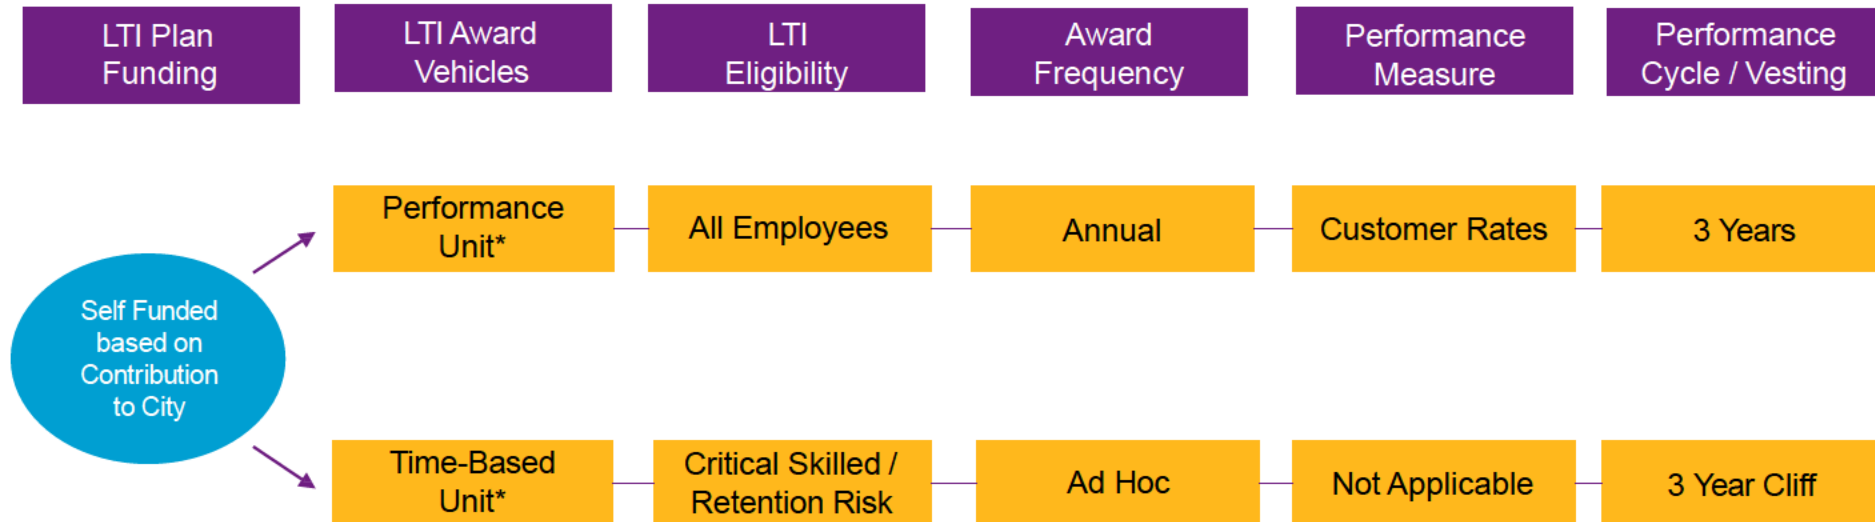 LTI Plan
Funding
LTI Award
Vehicles
LTI
Eligibility
Award
Frequency
Performance
Measure
Performance
Cycle / Vesting
Self Funded
based on
Contribution
to City
Performance
Unit*
All Employees
Annual
Customer Rates
3 Years
Time-Based
Unit*
Critical Skilled /
Retention Risk
Ad Hoc
Not Applicable
3 Year Cliff